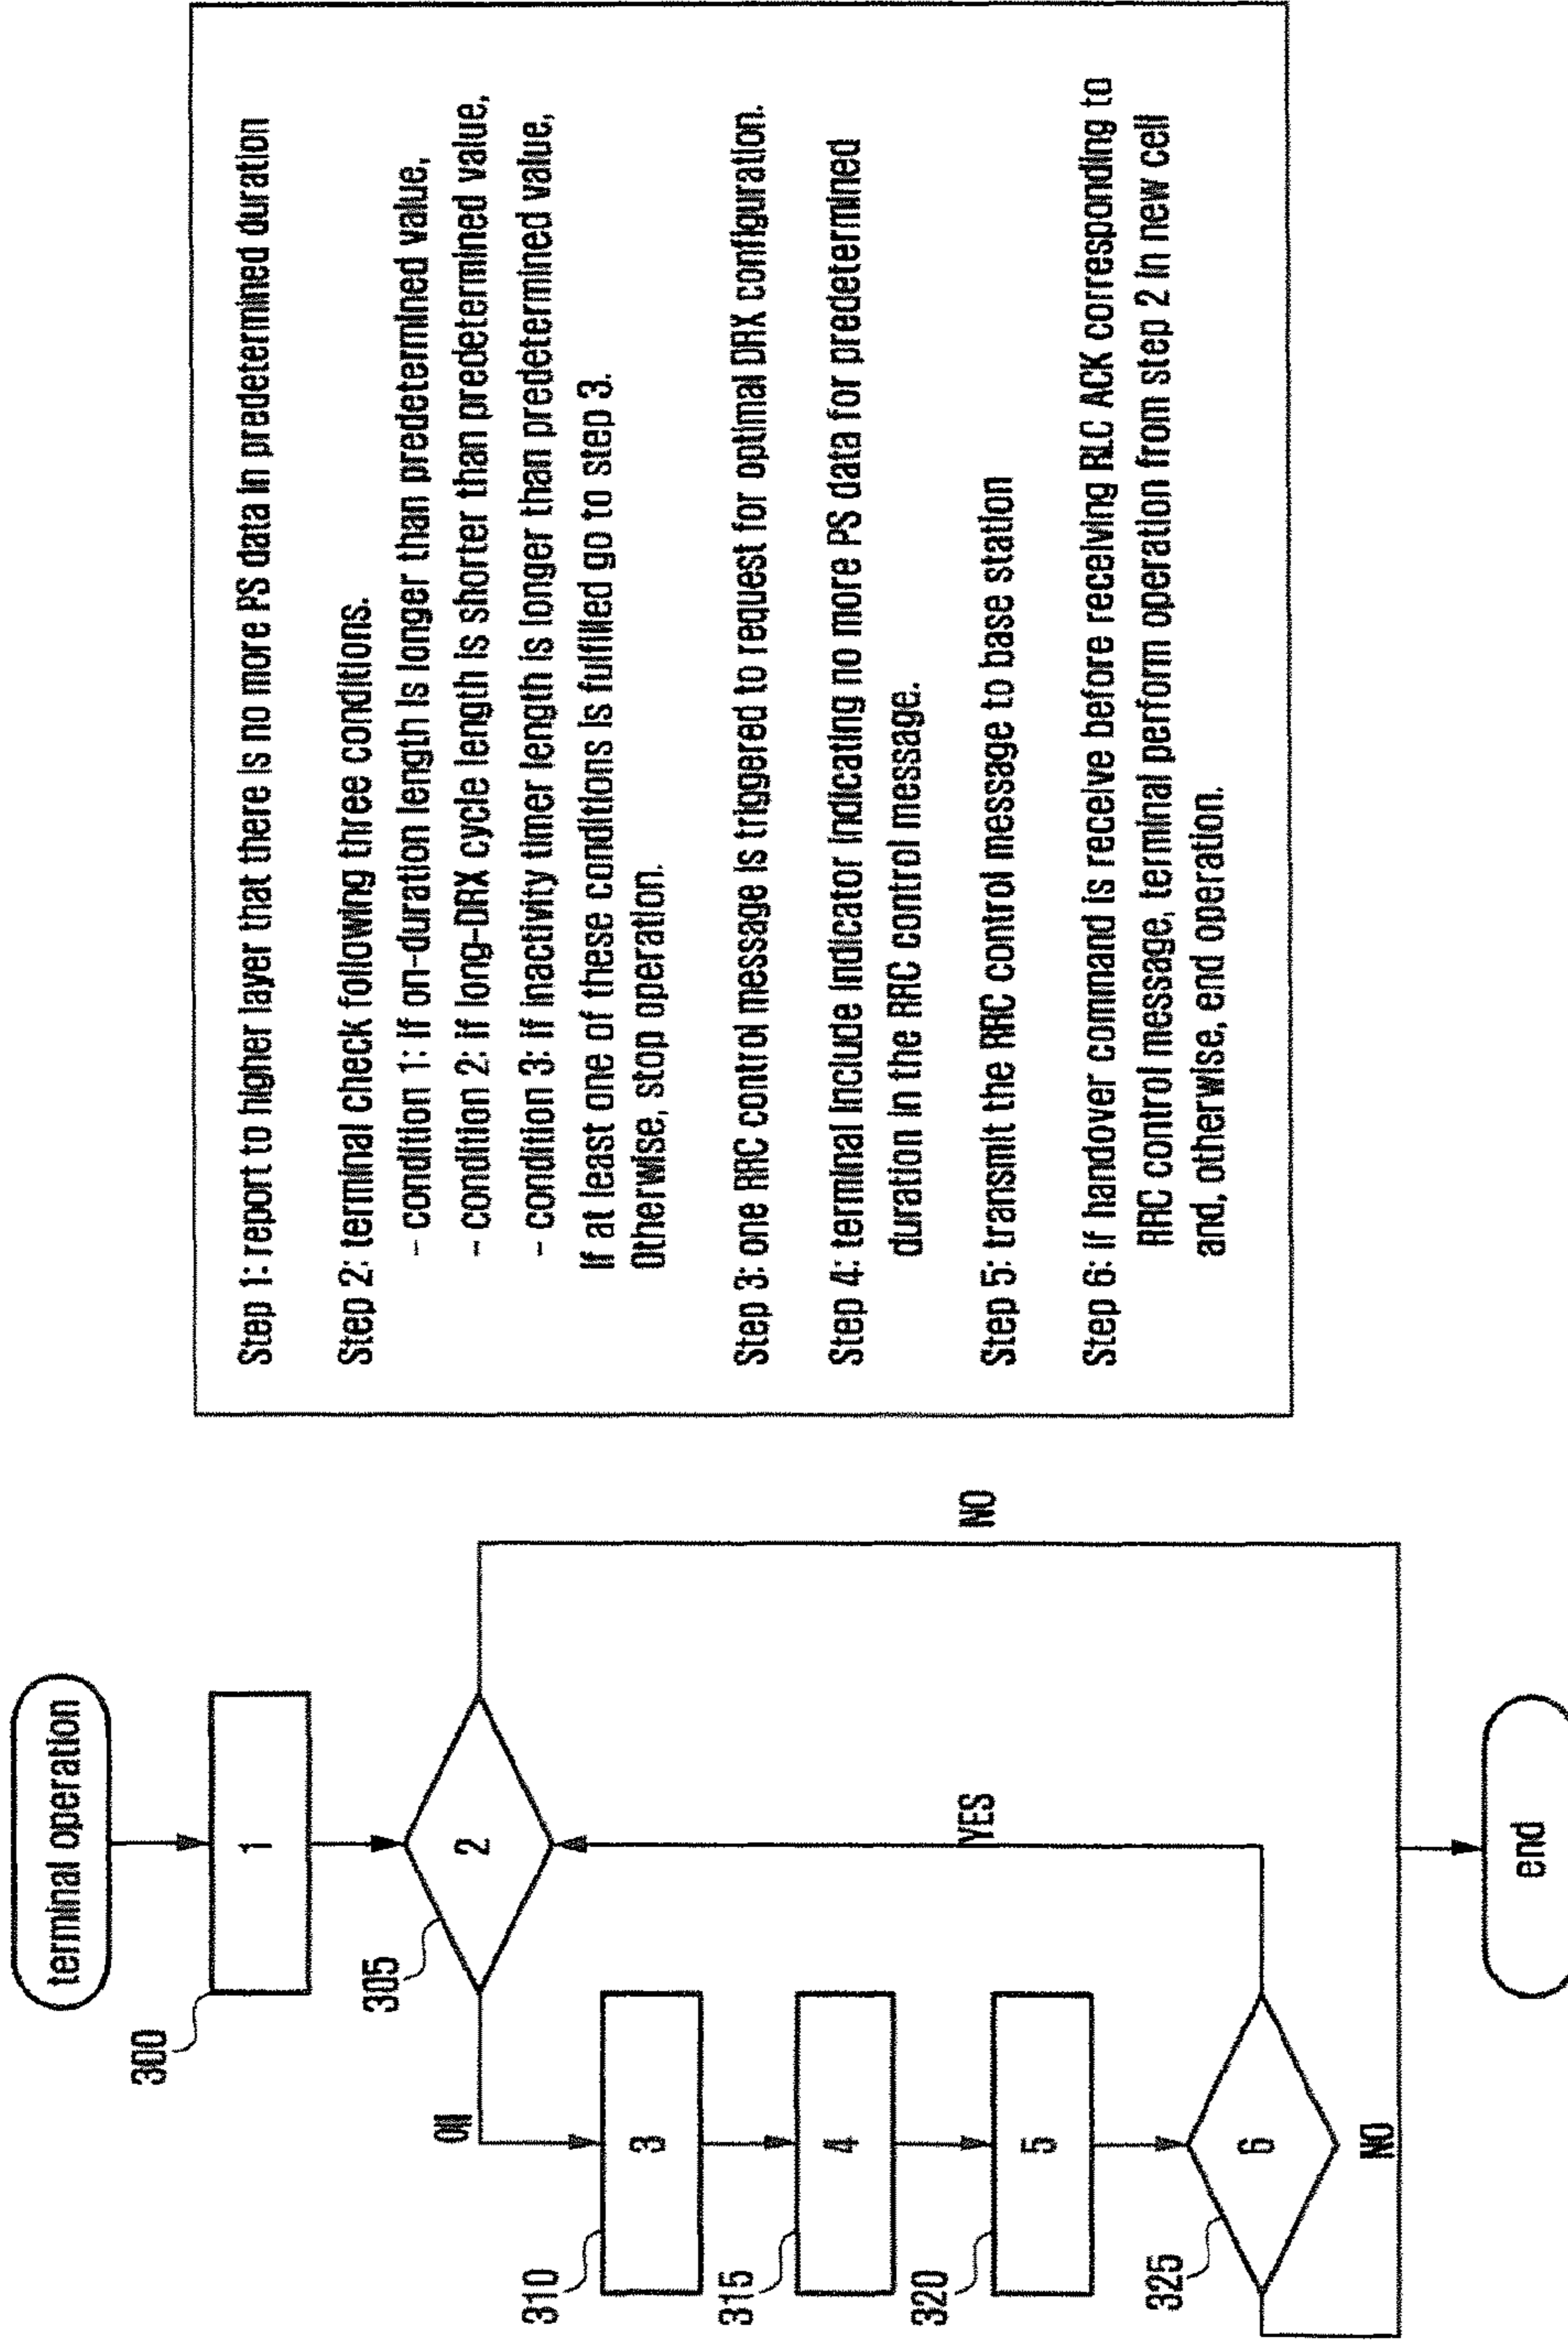 terminal operation
300
1
305
2
ON
NO
310
3
315
4
YES
320
5
325
6
NO
end
Step 1: report to higher layer that there is no more PS data in predetermined duration
Step 2: terminal check following three conditions.
- condition 1: If on-duration length is longer than predetermined value,
- condition 2: If long-DRX cycle length is shorter than predetermined value,
- condition 3: If inactivity timer length is longer than predetermined value,
If at least one of these conditions is fulfilled go to step 3.
Otherwise, stop operation.
Step 3: one RRC control message is triggered to request for optimal DRX configuration.
Step 4: terminal include indicator indicating no more PS data for predetermined
duration in the RRC control message.
Step 5: transmit the RRC control message to base station
Step 6: If handover command is receive before receiving RLC ACK corresponding to
RRC control message, terminal perform operation from step 2 in new cell
and, otherwise, end operation.